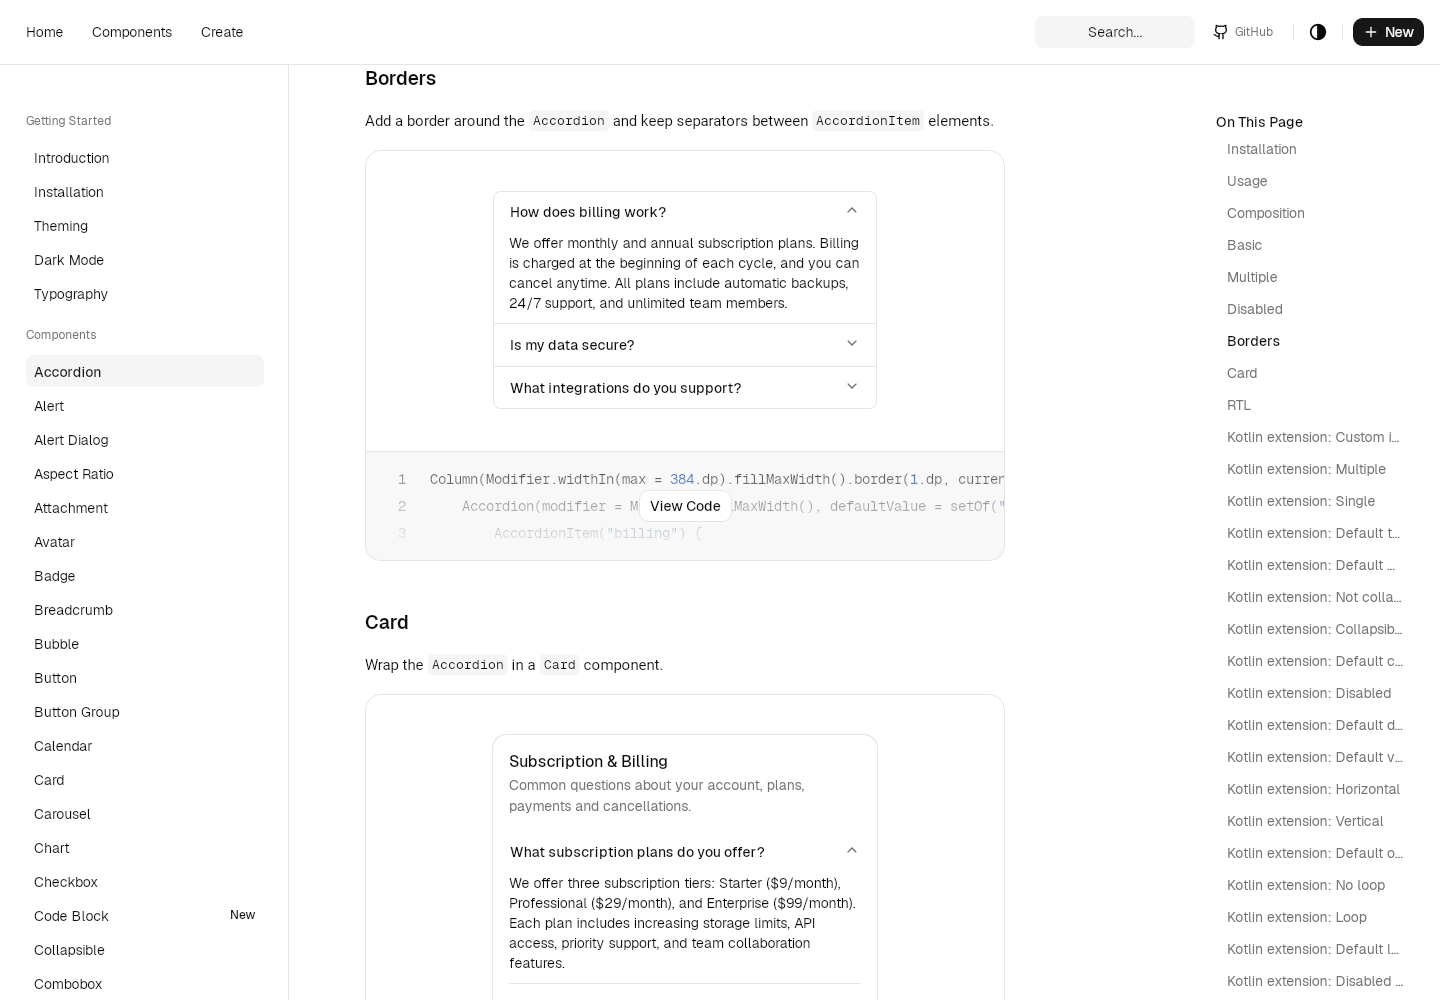 Home
Components
Create
Search...
GitHub
New
Getting Started
Introduction
Installation
Theming
Dark Mode
Typography
Components
Accordion
Alert
Alert Dialog
Aspect Ratio
Attachment
Avatar
Badge
Breadcrumb
Bubble
Button
Button Group
Calendar
Card
Carousel
Chart
Checkbox
Code Block New
Collapsible
Combobox
Borders
Add a border around the Accordion and keep separators between AccordionItem elements.
How does billing work?
We offer monthly and annual subscription plans. Billing
is charged at the beginning of each cycle, and you can
cancel anytime. All plans include automatic backups,
24/7 support, and unlimited team members.
Is my data secure?
What integrations do you support?
1 Column(Modifier.widthIn(max = 384.dp).fillMaxWidth().border(1.dp, curren
2 Accordion(modifier = M
View Code
MaxWidth(), defaultValue = setOf("
3 AccordionItem("billing") {
Card
Wrap the Accordion in a Card component.
Subscription & Billing
Common questions about your account, plans,
payments and cancellations.
What subscription plans do you offer?
We offer three subscription tiers: Starter ($9/month),
Professional ($29/month), and Enterprise ($99/month).
Each plan includes increasing storage limits, API
access, priority support, and team collaboration
features.
On This Page
Installation
Usage
Composition
Basic
Multiple
Disabled
Borders
Card
RTL
Kotlin extension: Custom i...
Kotlin extension: Multiple
Kotlin extension: Single
Kotlin extension: Default t...
Kotlin extension: Default ...
Kotlin extension: Not colla...
Kotlin extension: Collapsib...
Kotlin extension: Default c...
Kotlin extension: Disabled
Kotlin extension: Default d...
Kotlin extension: Default v...
Kotlin extension: Horizontal
Kotlin extension: Vertical
Kotlin extension: Default o...
Kotlin extension: No loop
Kotlin extension: Loop
Kotlin extension: Default l...
Kotlin extension: Disabled ...